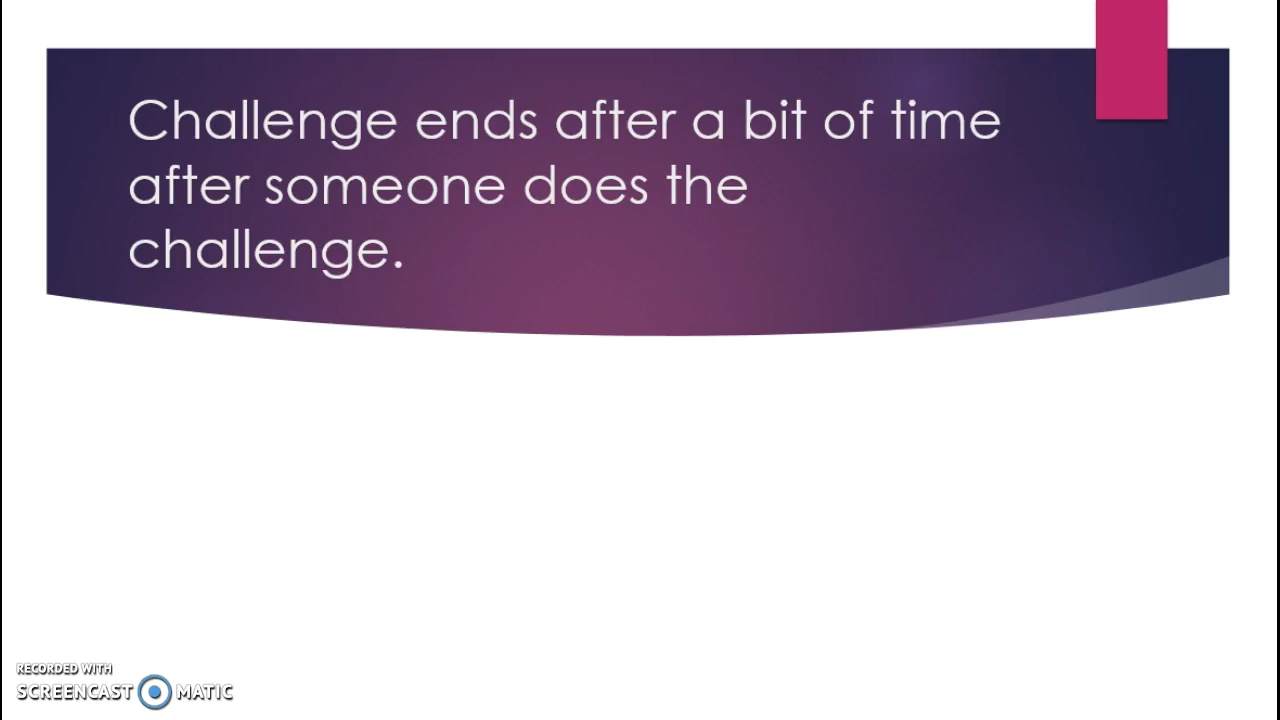 Challenge ends after a bit of time
after someone does the
challenge.
RECORDED WITH
SCREENCAST MATIC